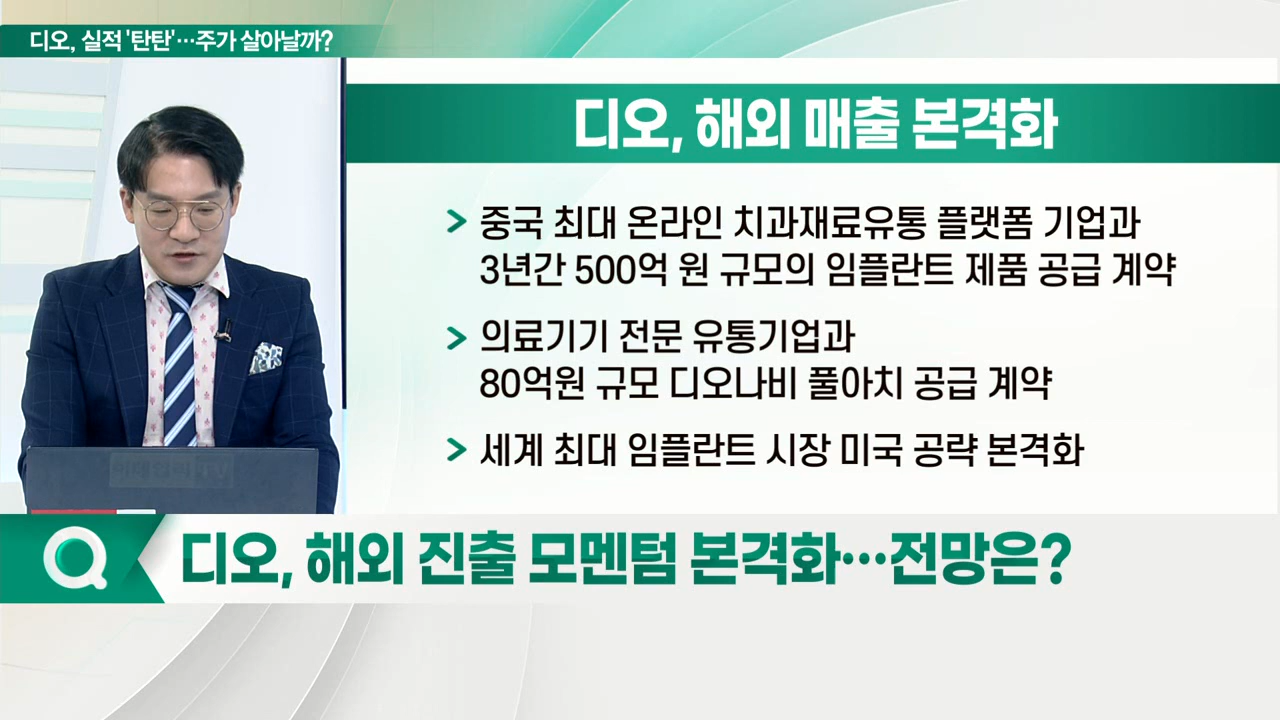 디오, 실적 '탄탄'…주가 살아날까?
디오, 해외 매출 본격화
> 중국 최대 온라인 치과재료유통 플랫폼 기업과
3년간 500억 원 규모의 임플란트 제품 공급 계약
> 의료기기 전문 유통기업과
80억원 규모 디오나비 풀아치 공급 계약
> 세계 최대 임플란트 시장 미국 공략 본격화
디오, 해외 진출 모멘텀 본격화…전망은?